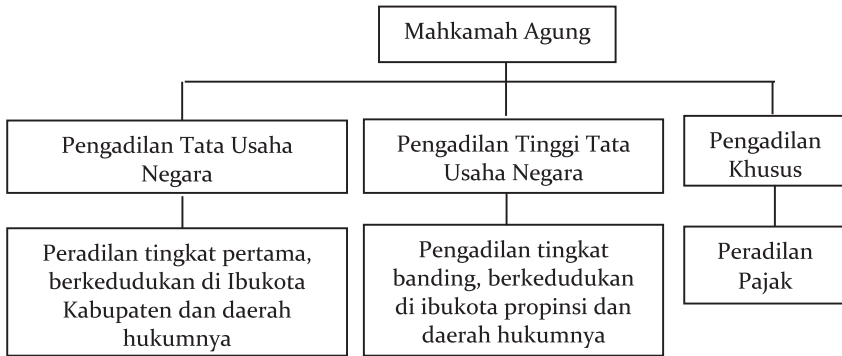 Mahkamah Agung
Pengadilan Tata Usaha
Negara
Pengadilan Tinggi Tata
Usaha Negara
Pengadilan
Khusus
Peradilan tingkat pertama,
berkedudukan di Ibukota
Kabupaten dan daerah
hukumnya
Pengadilan tingkat
banding, berkedudukan
di ibukota propinsi dan
daerah hukumnya
Peradilan
Pajak